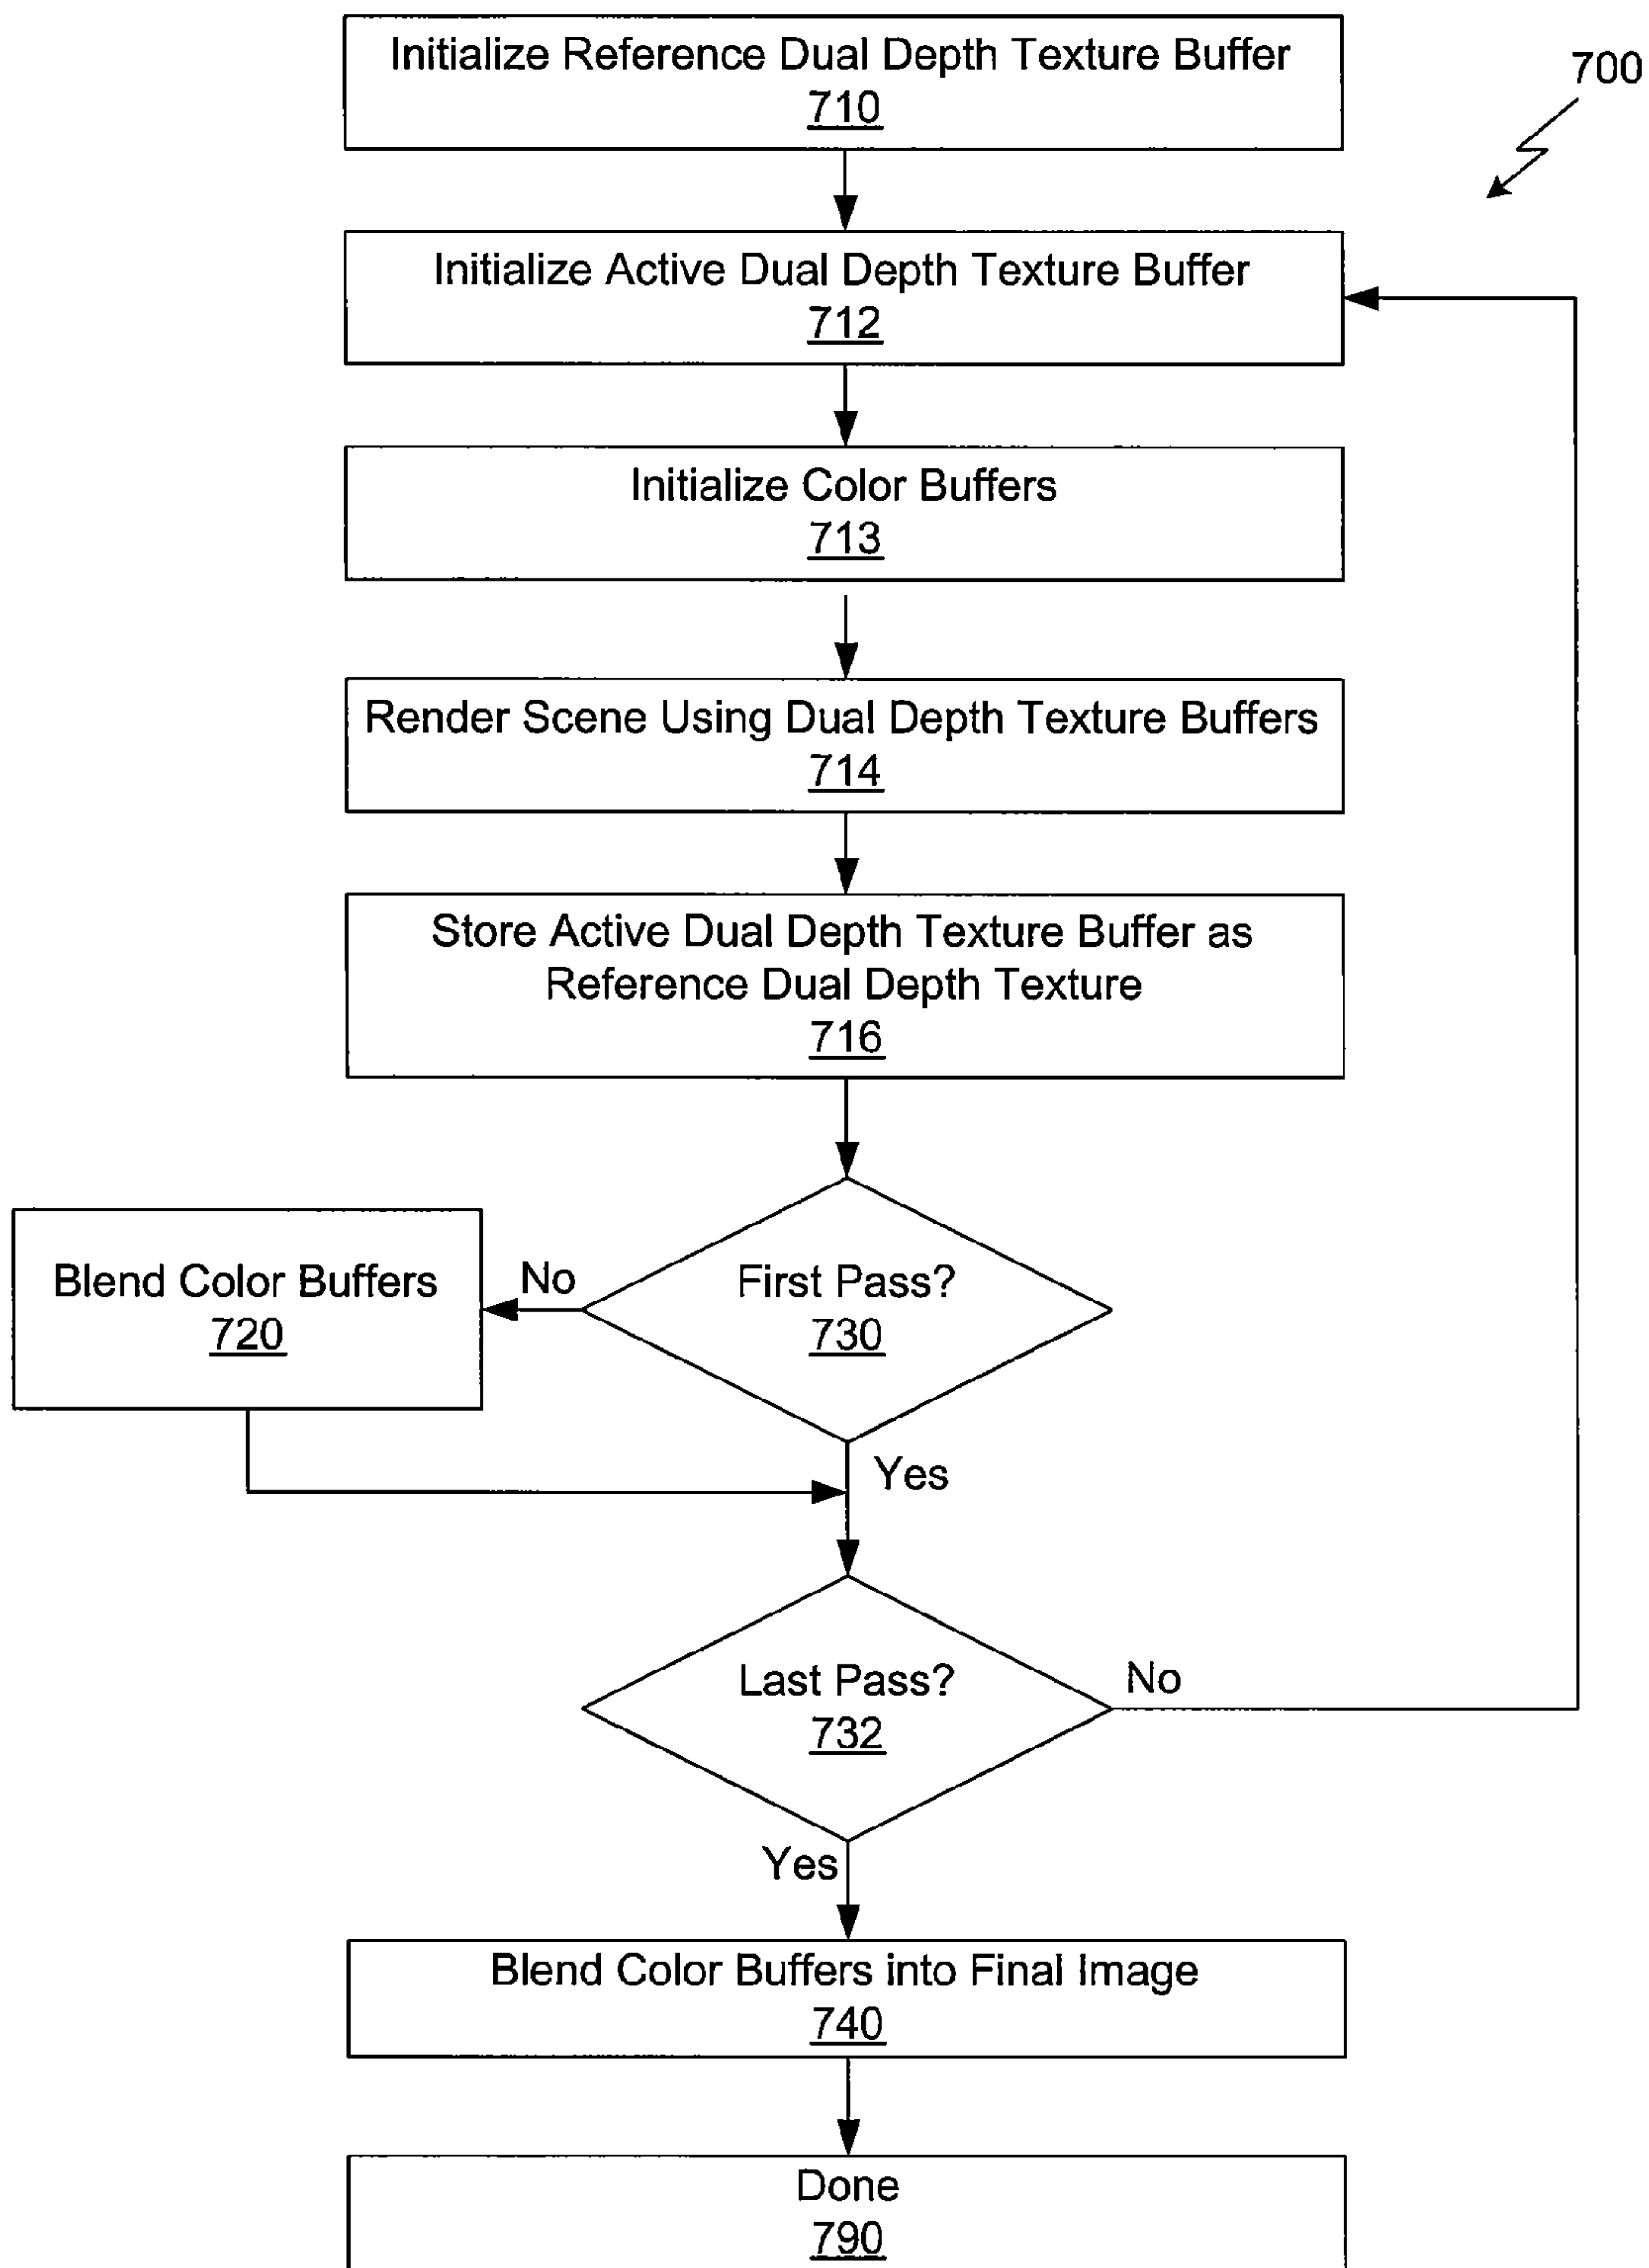 Initialize Reference Dual Depth Texture Buffer
710
700
Initialize Active Dual Depth Texture Buffer
712
Initialize Color Buffers
713
Render Scene Using Dual Depth Texture Buffers
714
Store Active Dual Depth Texture Buffer as
Reference Dual Depth Texture
716
Blend Color Buffers
720
No
First Pass?
730
Yes
Last Pass?
732
No
Yes
Blend Color Buffers into Final Image
740
Done
790